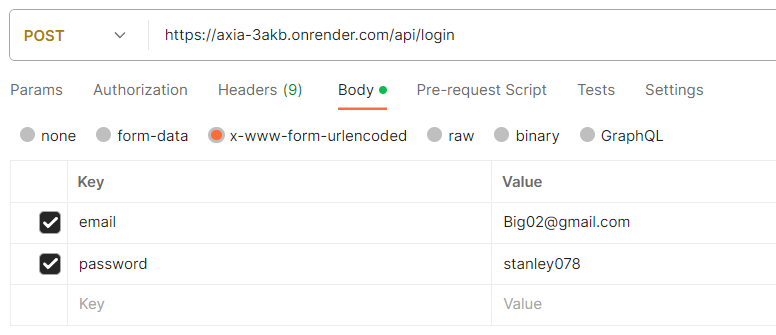 POST https://axia-3akb.onrender.com/api/login
Params Authorization Headers (9) Body Pre-request Script Tests Settings
none form-data x-www-form-urlencoded raw binary GraphQL
Key Value
email Big02@gmail.com
password stanley078
Key Value